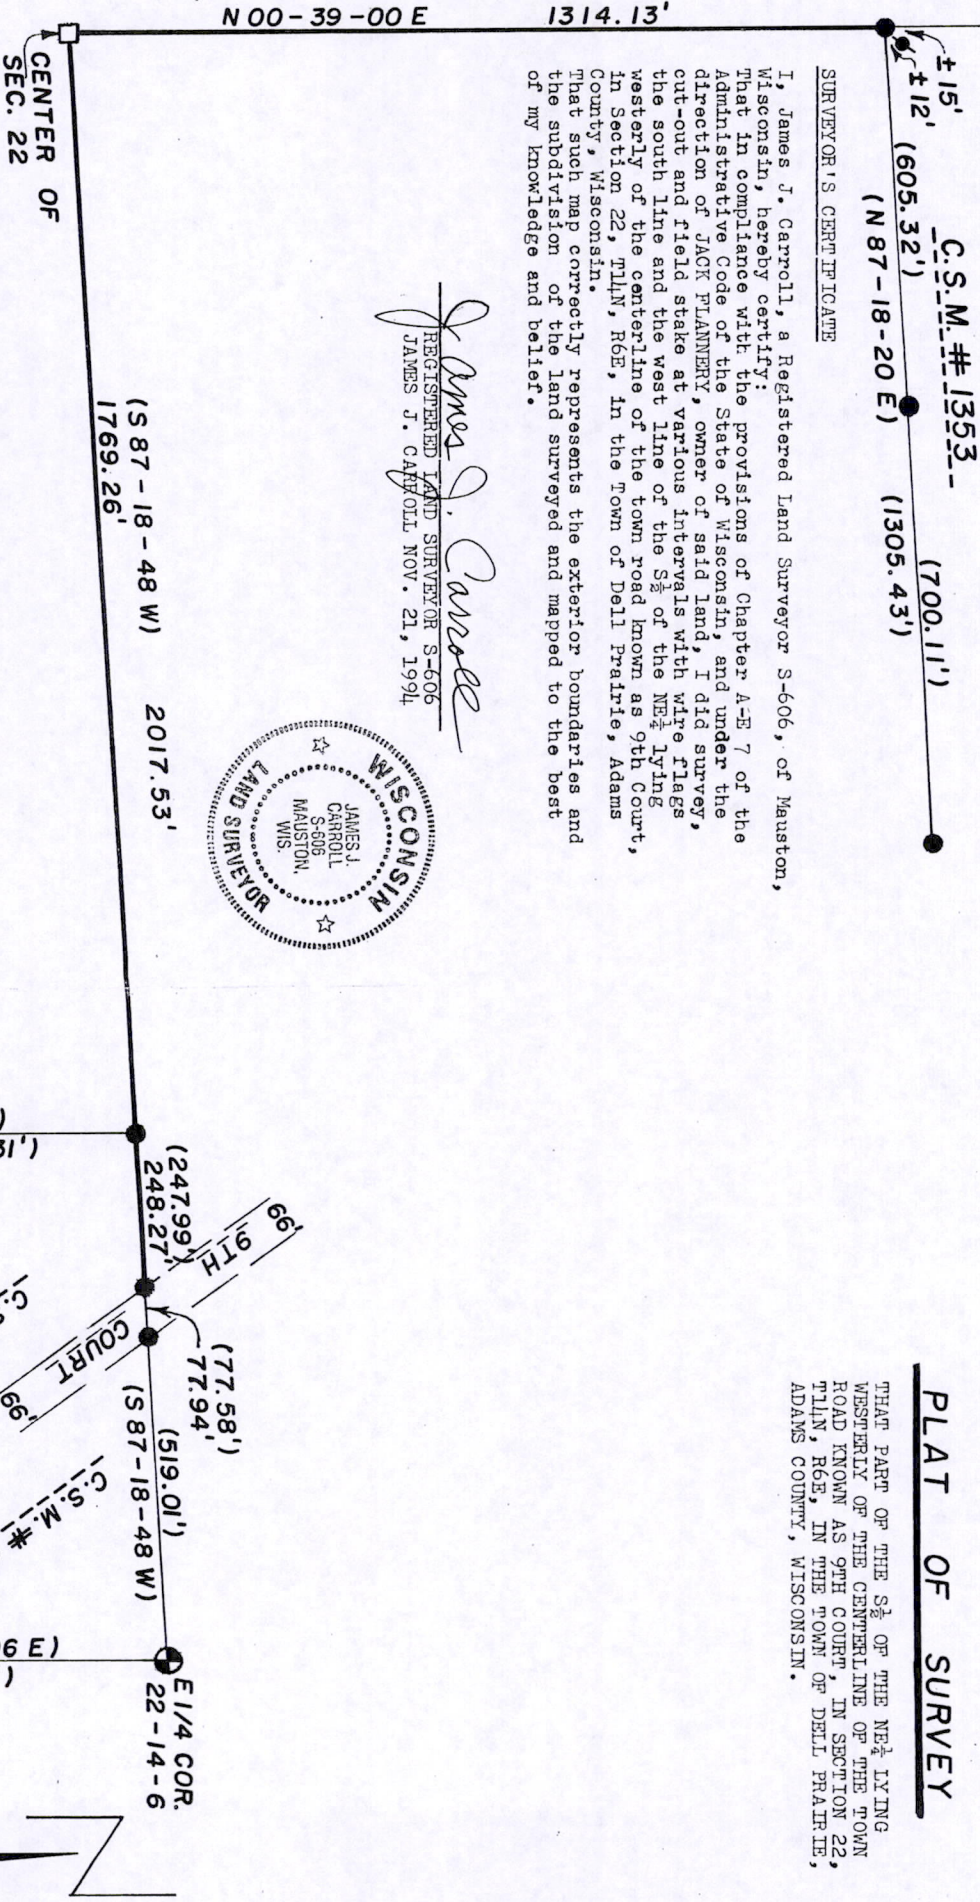 PLAT OF SURVEY
THAT PART OF THE S½ OF THE NE¼ LYING
WESTERLY OF THE CENTERLINE OF THE TOWN
ROAD KNOWN AS 9TH COURT, IN SECTION 22,
T14N, R6E, IN THE TOWN OF DELL PRAIRIE,
ADAMS COUNTY, WISCONSIN.
C.S.M. # 1353
±15'
±12'
(605.32')
(700.11')
(N 87-18-20 E)
(1305.43')
N 00-39-00 E
1314.13'
SURVEYOR'S CERTIFICATE
I, James J. Carroll, a Registered Land Surveyor S-606, of Mauston,
Wisconsin, hereby certify:
That in compliance with the provisions of Chapter A-E 7 of the
Administrative Code of the State of Wisconsin, and under the
direction of JACK FLANNERY, owner of said land, I did survey,
cut-out and field stake at various intervals with wire flags
the south line and the west line of the S½ of the NE¼ lying
westerly of the centerline of the town road known as 9th Court,
in Section 22, T14N, R6E, in the Town of Dell Prairie, Adams
County, Wisconsin.
That such map correctly represents the exterior boundaries and
the subdivision of the land surveyed and mapped to the best
of my knowledge and belief.
James J. Carroll
REGISTERED LAND SURVEYOR S-606
JAMES J. CARROLL NOV. 21, 1994
WISCONSIN
JAMES J.
CARROLL
S-606
MAUSTON,
WIS.
LAND SURVEYOR
CENTER OF
SEC. 22
(S 87-18-48 W)
1769.26'
2017.53'
(247.99')
248.27'
66'
9TH
COURT
66'
(77.58')
77.94'
(519.01')
(S 87-18-48 W)
C.S.M. #
E1/4 COR.
22-14-6